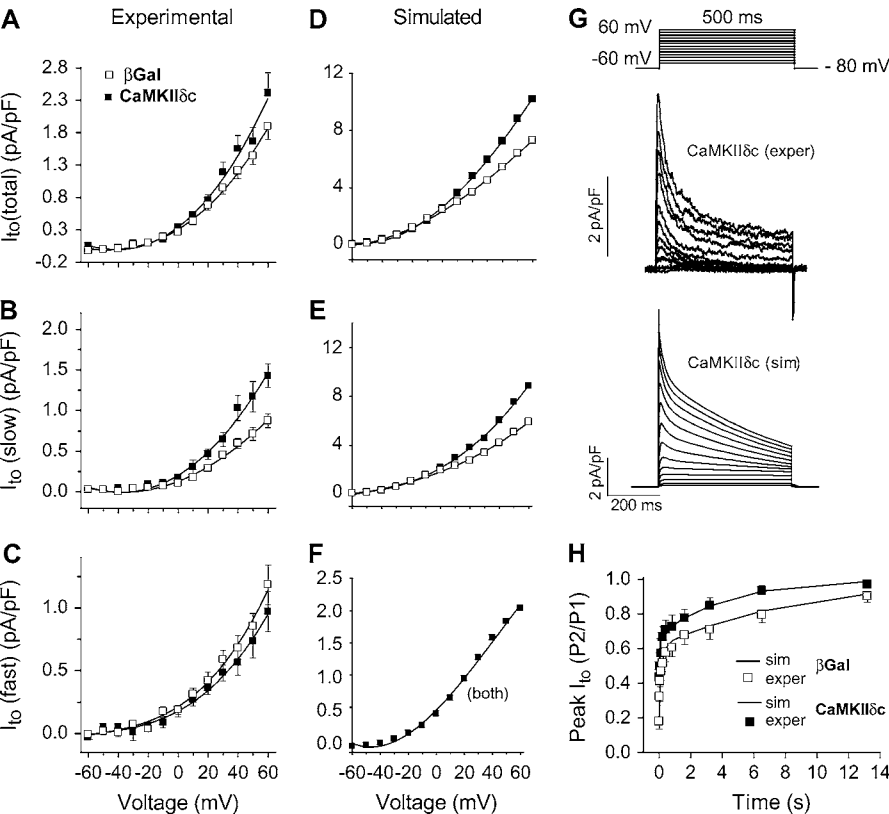 Experimental
Simulated
A
βGal
CaMKIIδc
Ito(total) (pA/pF)
2.8
2.3
1.8
1.3
0.8
0.3
-0.2
D
12
8
4
0
B
Ito (slow) (pA/pF)
2.0
1.5
1.0
0.5
0.0
E
12
8
4
0
C
Ito (fast) (pA/pF)
1.0
0.5
0.0
-60 -40 -20 0 20 40 60
Voltage (mV)
F
2.5
2.0
1.5
1.0
0.5
0.0
(both)
-60 -40 -20 0 20 40 60
Voltage (mV)
G
500 ms
60 mV
-60 mV
- 80 mV
CaMKIIδc (exper)
2 pA/pF
CaMKIIδc (sim)
2 pA/pF
200 ms
H
Peak Ito (P2/P1)
1.0
0.8
0.6
0.4
0.2
0.0
sim
exper βGal
sim
exper CaMKIIδc
0 2 4 6 8 10 12 14
Time (s)